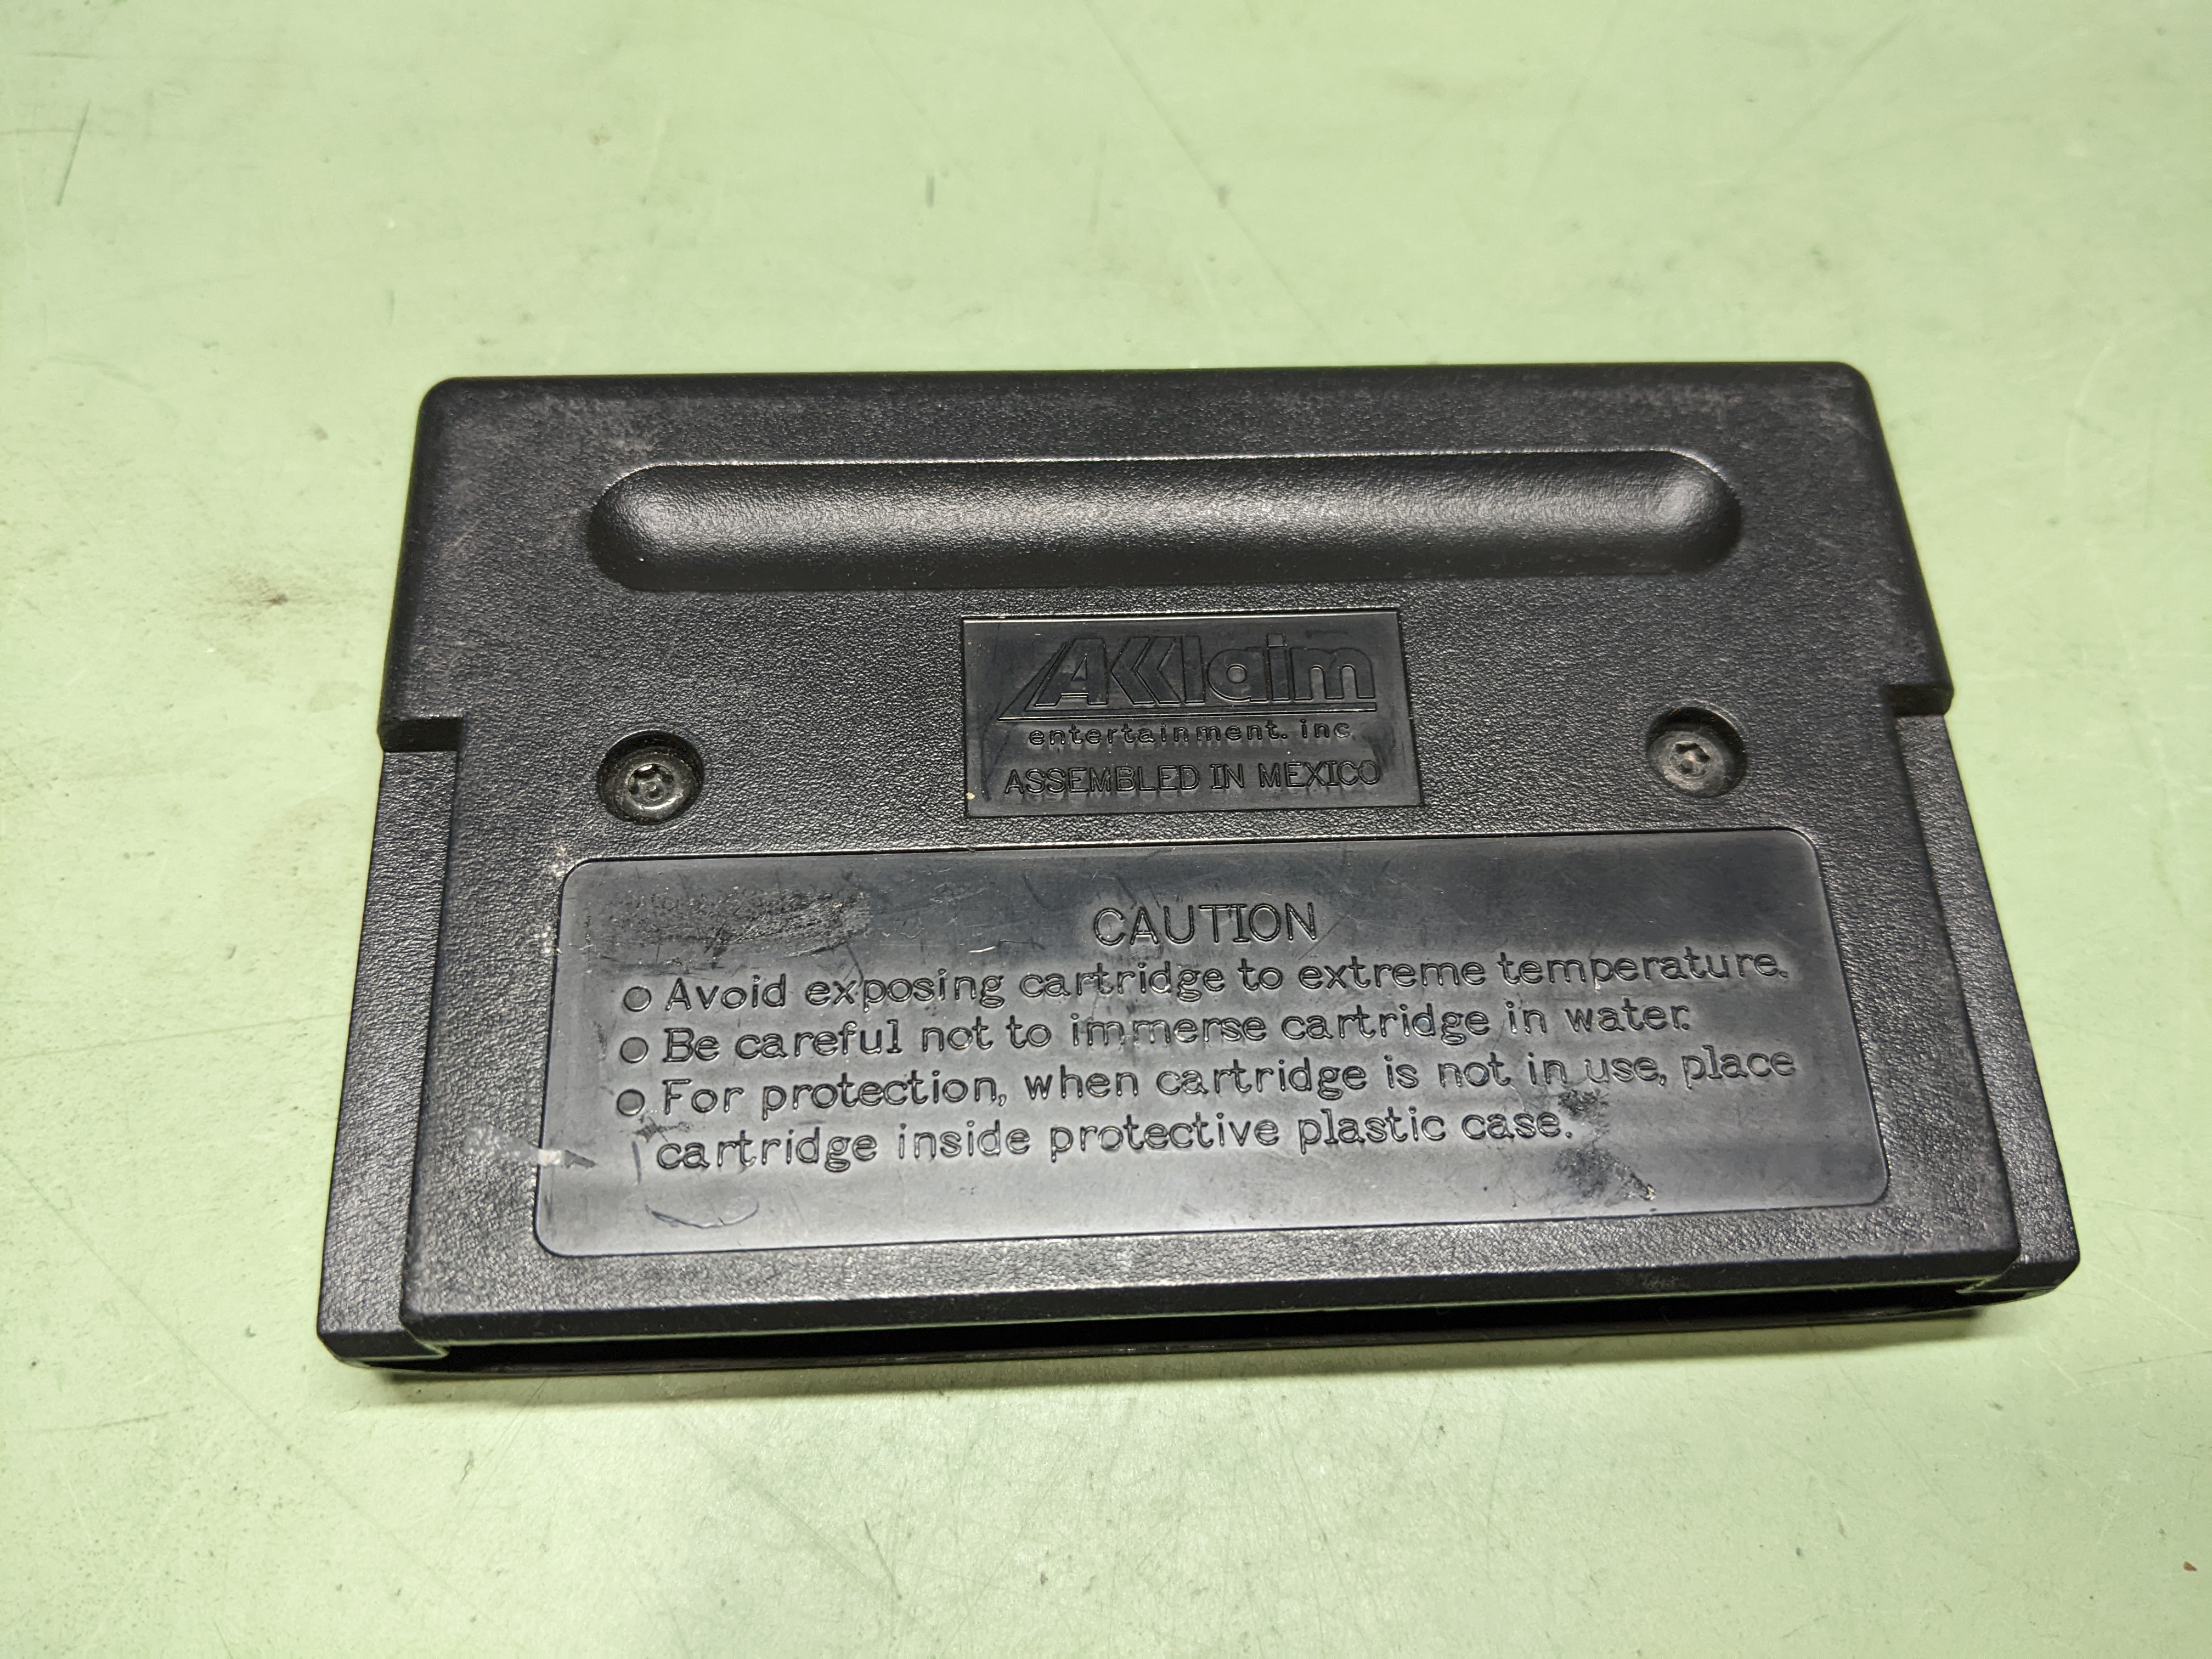 AKKlaim
entertainment. inc.
ASSEMBLED IN MEXICO
CAUTION
○ Avoid exposing cartridge to extreme temperature.
○ Be careful not to immerse cartridge in water.
○ For protection, when cartridge is not in use, place
cartridge inside protective plastic case.